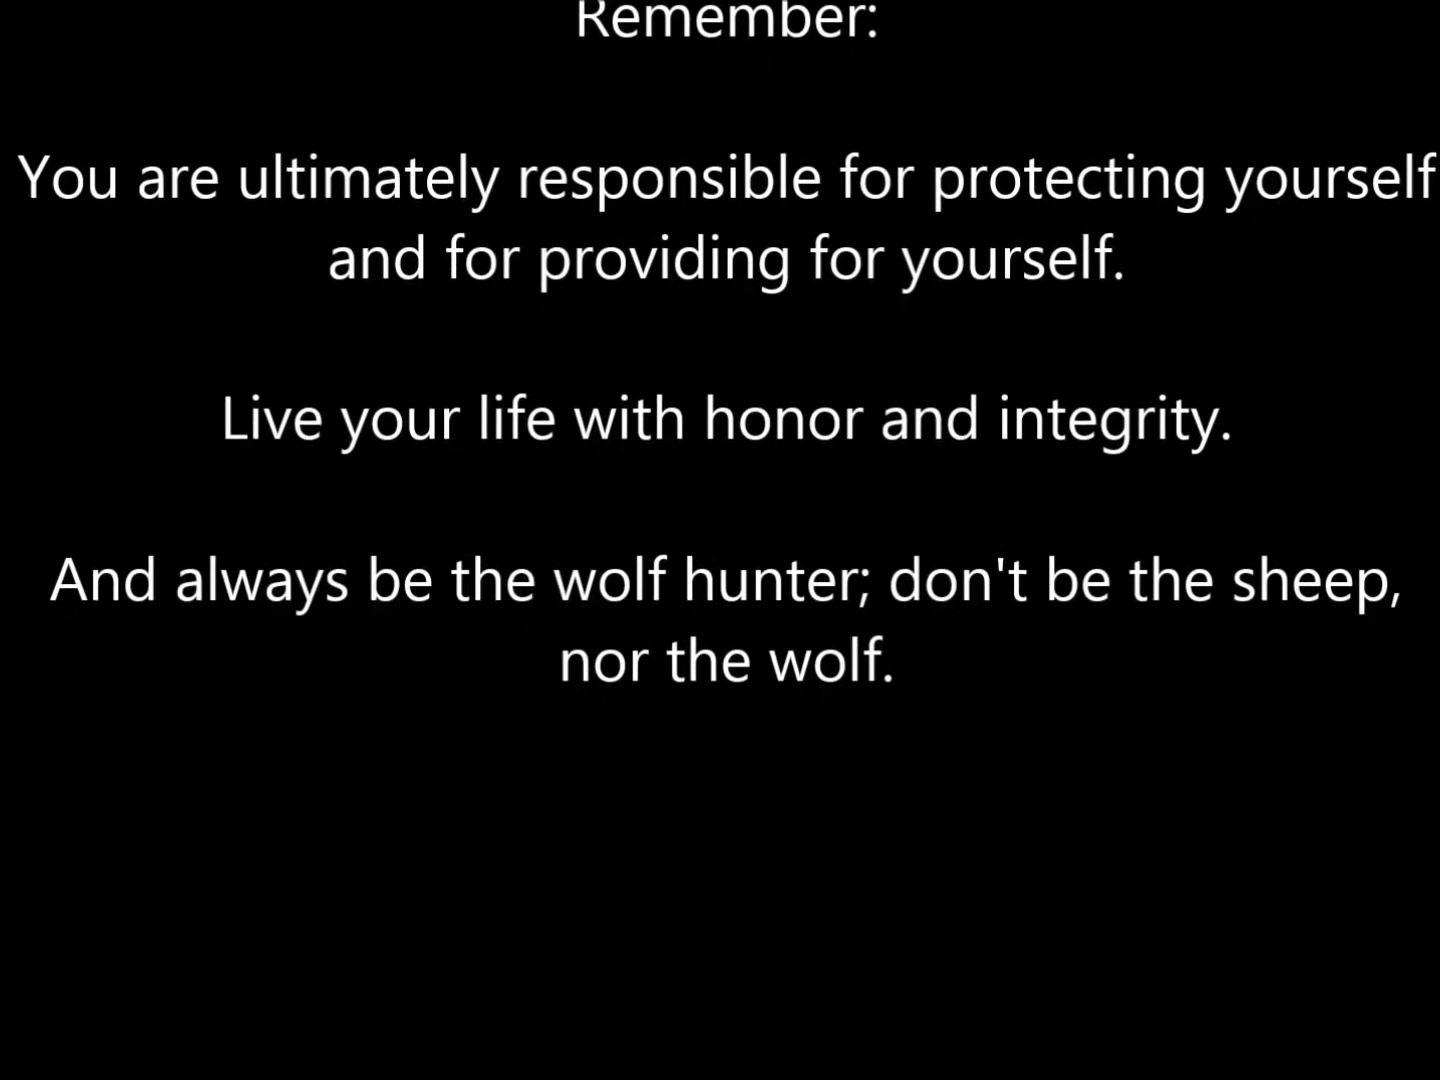 Remember:
You are ultimately responsible for protecting yourself
and for providing for yourself.
Live your life with honor and integrity.
And always be the wolf hunter; don't be the sheep,
nor the wolf.